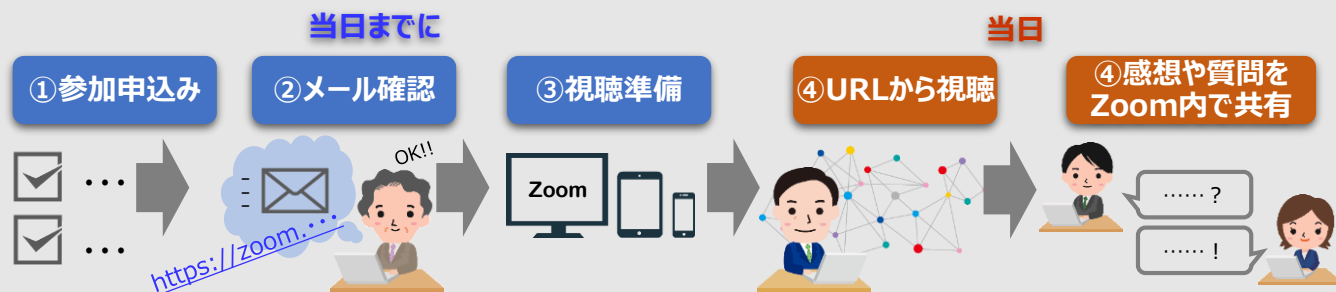 当日までに
当日
①参加申込み
②メール確認
③視聴準備
④URLから視聴
④感想や質問を
Zoom内で共有
・・・
・・・
OK!!
https://zoom.・・・
Zoom
……？
……！